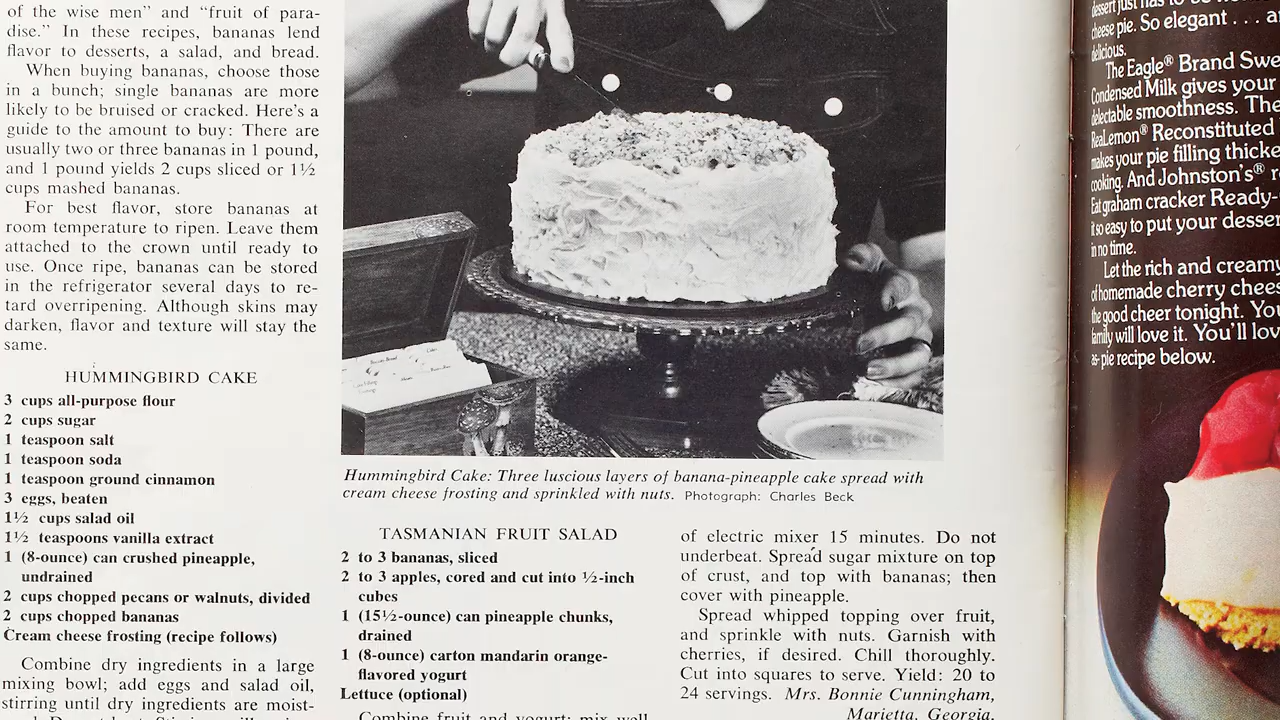 of the wise men” and “fruit of para-
dise.” In these recipes, bananas lend
flavor to desserts, a salad, and bread.
When buying bananas, choose those
in a bunch; single bananas are more
likely to be bruised or cracked. Here’s a
guide to the amount to buy: There are
usually two or three bananas in 1 pound,
and 1 pound yields 2 cups sliced or 1½
cups mashed bananas.
For best flavor, store bananas at
room temperature to ripen. Leave them
attached to the crown until ready to
use. Once ripe, bananas can be stored
in the refrigerator several days to re-
tard overripening. Although skins may
darken, flavor and texture will stay the
same.
HUMMINGBIRD CAKE
3 cups all-purpose flour
2 cups sugar
1 teaspoon salt
1 teaspoon soda
1 teaspoon ground cinnamon
3 eggs, beaten
1½ cups salad oil
1½ teaspoons vanilla extract
1 (8-ounce) can crushed pineapple,
undrained
2 cups chopped pecans or walnuts, divided
2 cups chopped bananas
Cream cheese frosting (recipe follows)
Combine dry ingredients in a large
mixing bowl; add eggs and salad oil,
stirring until dry ingredients are moist-
Hummingbird Cake: Three luscious layers of banana-pineapple cake spread with
cream cheese frosting and sprinkled with nuts. Photograph: Charles Beck
TASMANIAN FRUIT SALAD
2 to 3 bananas, sliced
2 to 3 apples, cored and cut into ½-inch
cubes
1 (15½-ounce) can pineapple chunks,
drained
1 (8-ounce) carton mandarin orange-
flavored yogurt
Lettuce (optional)
Combine fruit and yogurt; mix well
of electric mixer 15 minutes. Do not
underbeat. Spread sugar mixture on top
of crust, and top with bananas; then
cover with pineapple.
Spread whipped topping over fruit,
and sprinkle with nuts. Garnish with
cherries, if desired. Chill thoroughly.
Cut into squares to serve. Yield: 20 to
24 servings. Mrs. Bonnie Cunningham,
Marietta, Georgia.
dessert just has to be
cheese pie. So elegant . . .
delicious.
The Eagle® Brand Swe
Condensed Milk gives your
delectable smoothness. The
ReaLemon® Reconstituted
makes your pie filling thicke
cooking. And Johnston’s® r
Eat graham cracker Ready-
it so easy to put your desser
in no time.
Let the rich and creamy
of homemade cherry chees
the good cheer tonight. You
family will love it. You’ll lov
as-pie recipe below.